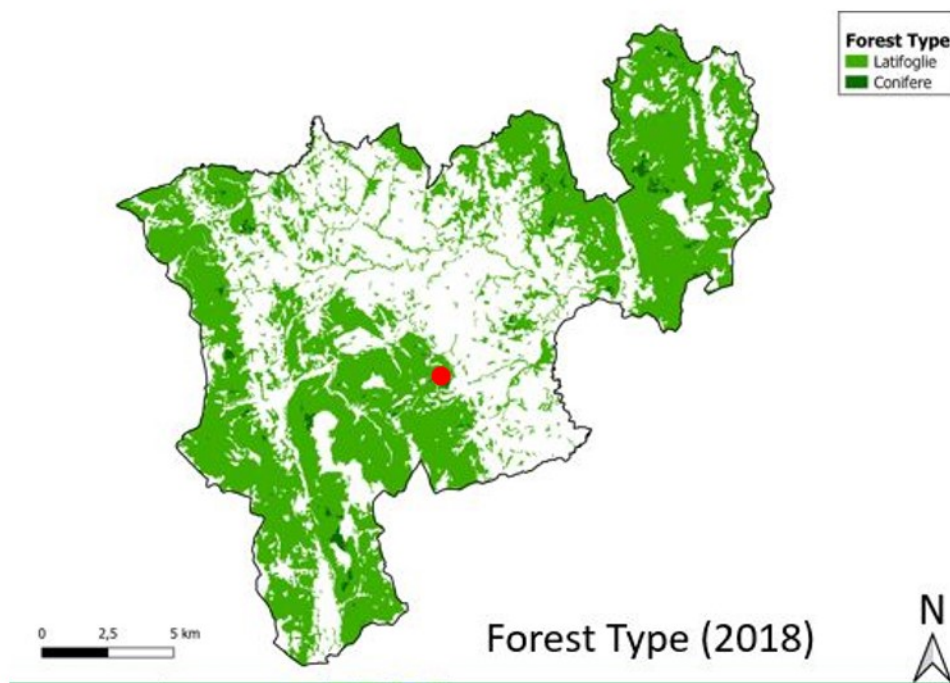 Forest Type
Latifoglie
Conifere
0 2,5 5 km
Forest Type (2018)
N